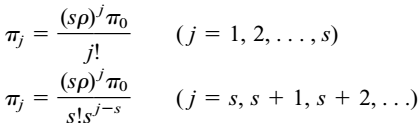 π_j = (sρ)^j π_0 / j!    (j = 1, 2, . . . , s)
π_j = (sρ)^j π_0 / s!s^{j−s}    (j = s, s + 1, s + 2, . . .)